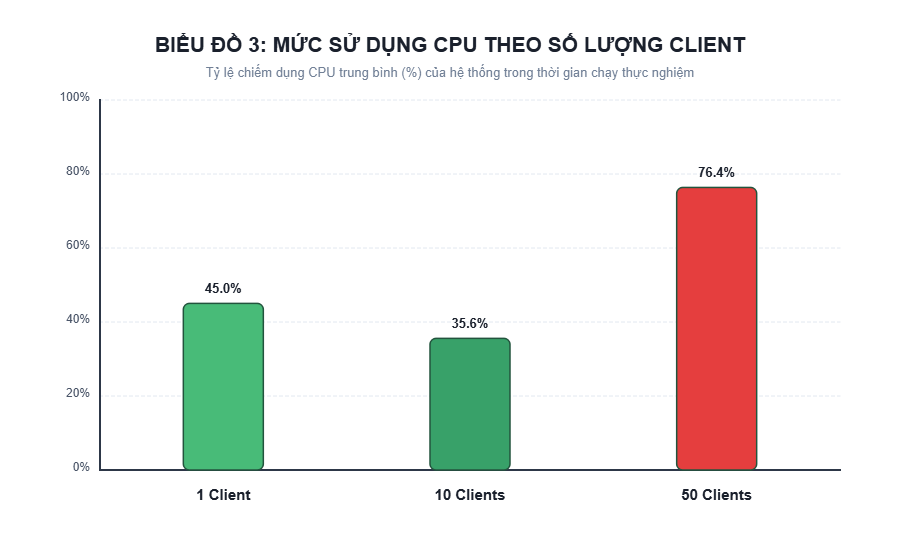 BIỂU ĐỒ 3: MỨC SỬ DỤNG CPU THEO SỐ LƯỢNG CLIENT
Tỷ lệ chiếm dụng CPU trung bình (%) của hệ thống trong thời gian chạy thực nghiệm
100%
80%
60%
40%
20%
0%
45.0%
35.6%
76.4%
1 Client
10 Clients
50 Clients